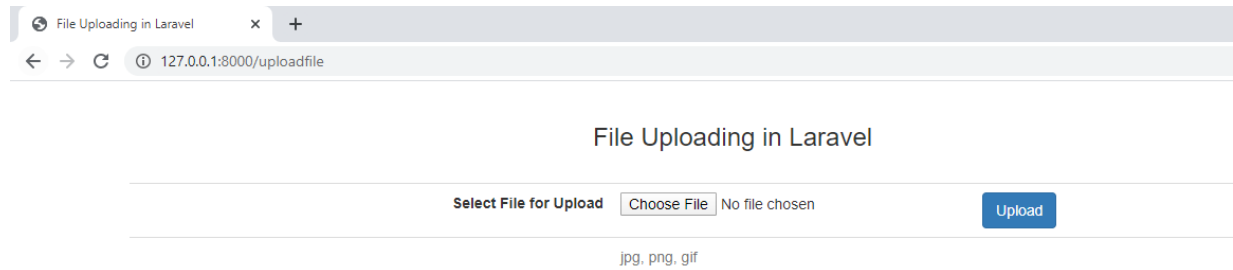 File Uploading in Laravel
127.0.0.1:8000/uploadfile
File Uploading in Laravel
Select File for Upload Choose File No file chosen Upload
jpg, png, gif